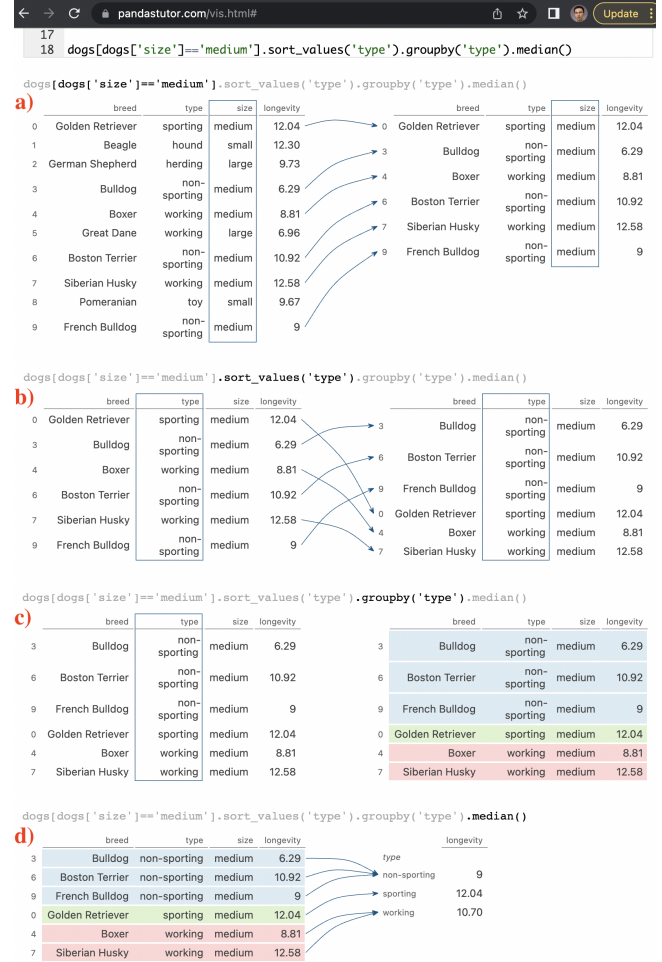 pandastutor.com/vis.html#
Update
17
18 dogs[dogs['size']=='medium'].sort_values('type').groupby('type').median()
dogs[dogs['size']=='medium'].sort_values('type').groupby('type').median()
a)
breed type size longevity
0 Golden Retriever sporting medium 12.04
1 Beagle hound small 12.30
2 German Shepherd herding large 9.73
3 Bulldog non-sporting medium 6.29
4 Boxer working medium 8.81
5 Great Dane working large 6.96
6 Boston Terrier non-sporting medium 10.92
7 Siberian Husky working medium 12.58
8 Pomeranian toy small 9.67
9 French Bulldog non-sporting medium 9
breed type size longevity
0 Golden Retriever sporting medium 12.04
3 Bulldog non-sporting medium 6.29
4 Boxer working medium 8.81
6 Boston Terrier non-sporting medium 10.92
7 Siberian Husky working medium 12.58
9 French Bulldog non-sporting medium 9
dogs[dogs['size']=='medium'].sort_values('type').groupby('type').median()
b)
breed type size longevity
0 Golden Retriever sporting medium 12.04
3 Bulldog non-sporting medium 6.29
4 Boxer working medium 8.81
6 Boston Terrier non-sporting medium 10.92
7 Siberian Husky working medium 12.58
9 French Bulldog non-sporting medium 9
breed type size longevity
3 Bulldog non-sporting medium 6.29
6 Boston Terrier non-sporting medium 10.92
9 French Bulldog non-sporting medium 9
0 Golden Retriever sporting medium 12.04
4 Boxer working medium 8.81
7 Siberian Husky working medium 12.58
dogs[dogs['size']=='medium'].sort_values('type').groupby('type').median()
c)
breed type size longevity
3 Bulldog non-sporting medium 6.29
6 Boston Terrier non-sporting medium 10.92
9 French Bulldog non-sporting medium 9
0 Golden Retriever sporting medium 12.04
4 Boxer working medium 8.81
7 Siberian Husky working medium 12.58
breed type size longevity
3 Bulldog non-sporting medium 6.29
6 Boston Terrier non-sporting medium 10.92
9 French Bulldog non-sporting medium 9
0 Golden Retriever sporting medium 12.04
4 Boxer working medium 8.81
7 Siberian Husky working medium 12.58
dogs[dogs['size']=='medium'].sort_values('type').groupby('type').median()
d)
breed type size longevity
3 Bulldog non-sporting medium 6.29
6 Boston Terrier non-sporting medium 10.92
9 French Bulldog non-sporting medium 9
0 Golden Retriever sporting medium 12.04
4 Boxer working medium 8.81
7 Siberian Husky working medium 12.58
longevity
type
non-sporting 9
sporting 12.04
working 10.70